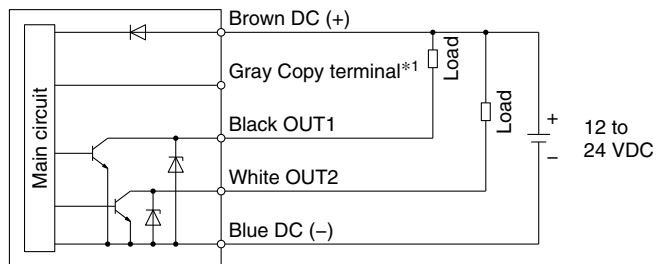 Brown DC (+)
Gray Copy terminal*1
Black OUT1
White OUT2
Blue DC (−)
Main circuit
Load
Load
+
−
12 to
24 VDC